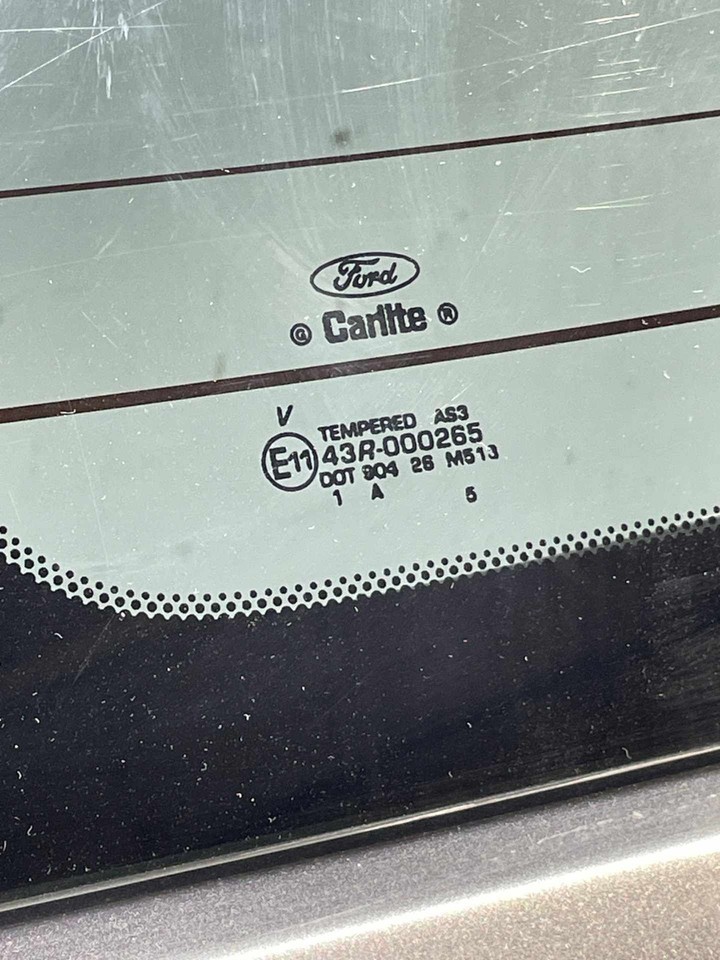 Ford
G Carlite R
V
TEMPERED AS3
E11 43R-000265
DOT 904 26 M513
1 A 5